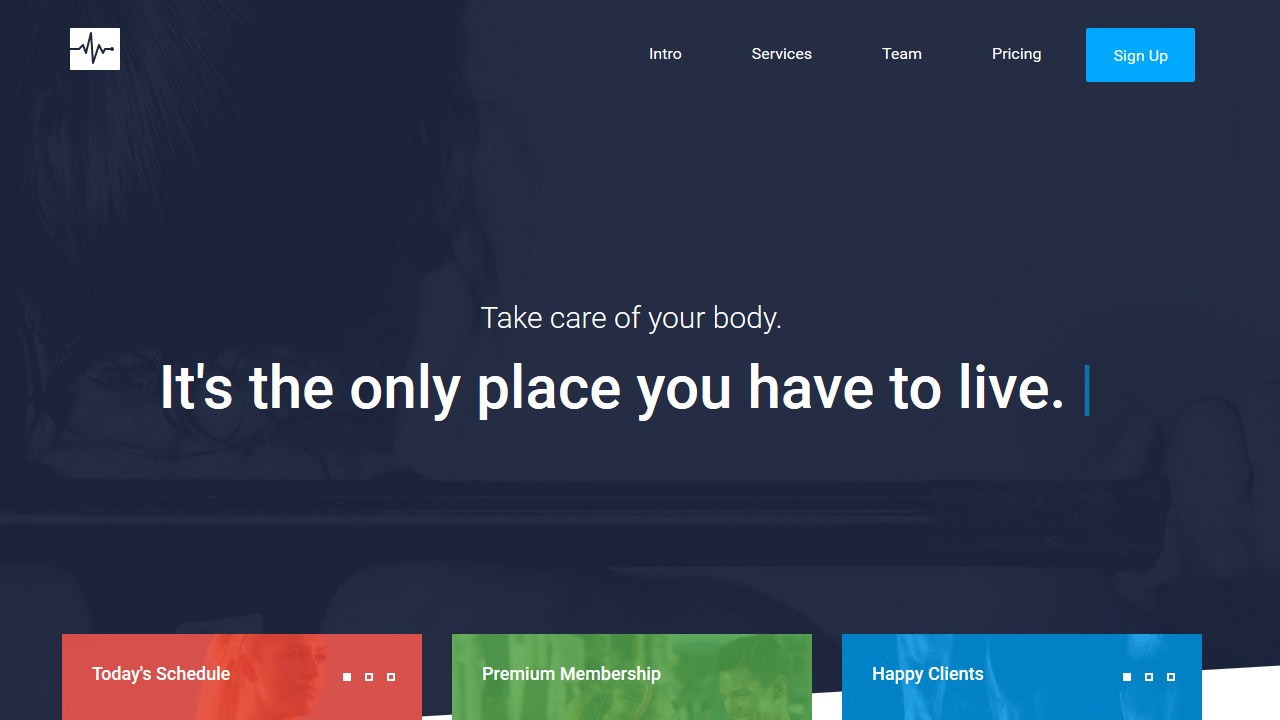 Intro Services Team Pricing Sign Up
Take care of your body.
It's the only place you have to live. |
Today's Schedule
Premium Membership
Happy Clients